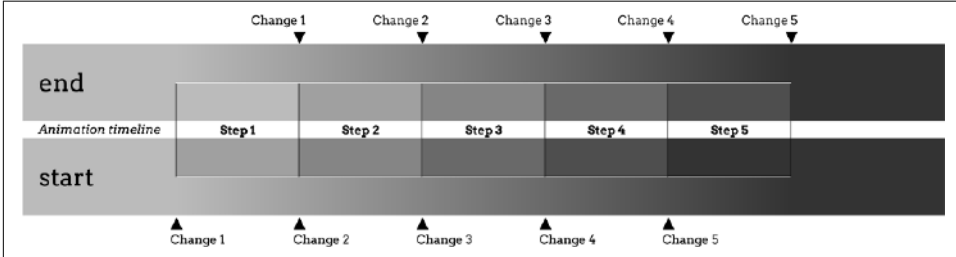 Change 1 Change 2 Change 3 Change 4 Change 5
end
Animation timeline Step 1 Step 2 Step 3 Step 4 Step 5
start
Change 1 Change 2 Change 3 Change 4 Change 5